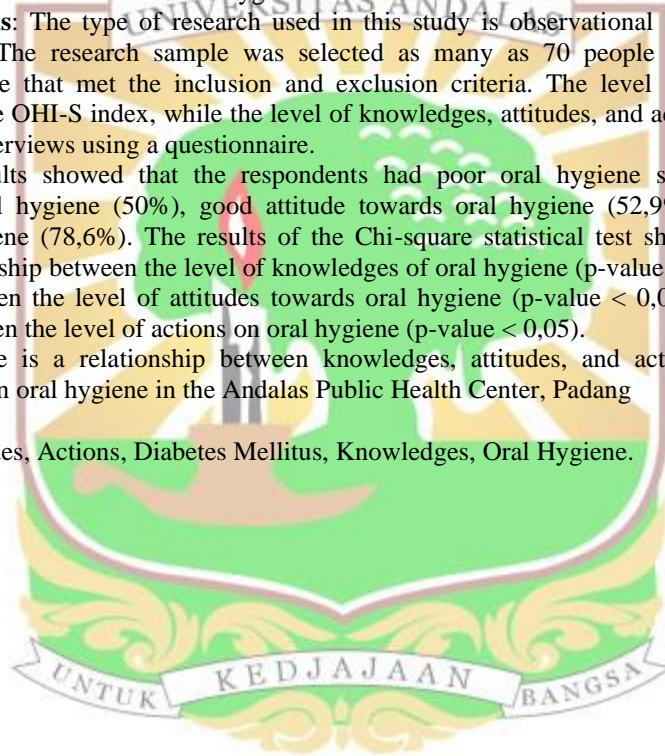 UNIVERSITAS ANDALAS
s: The type of research used in this study is observational
The research sample was selected as many as 70 people
e that met the inclusion and exclusion criteria. The level
e OHI-S index, while the level of knowledges, attitudes, and ac
erviews using a questionnaire.
ults showed that the respondents had poor oral hygiene s
l hygiene (50%), good attitude towards oral hygiene (52,9
ene (78,6%). The results of the Chi-square statistical test sh
ship between the level of knowledges of oral hygiene (p-value
en the level of attitudes towards oral hygiene (p-value < 0,0
en the level of actions on oral hygiene (p-value < 0,05).
e is a relationship between knowledges, attitudes, and act
n oral hygiene in the Andalas Public Health Center, Padang
les, Actions, Diabetes Mellitus, Knowledges, Oral Hygiene.
UNTUK KEDJAJAAN BANGSA